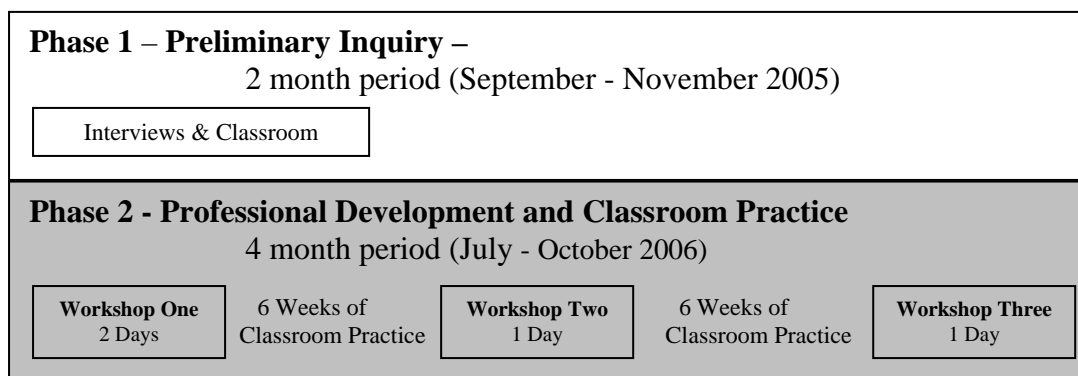 Phase 1 – Preliminary Inquiry –
2 month period (September - November 2005)
Interviews & Classroom
Phase 2 - Professional Development and Classroom Practice
4 month period (July - October 2006)
Workshop One
2 Days
6 Weeks of
Classroom Practice
Workshop Two
1 Day
6 Weeks of
Classroom Practice
Workshop Three
1 Day